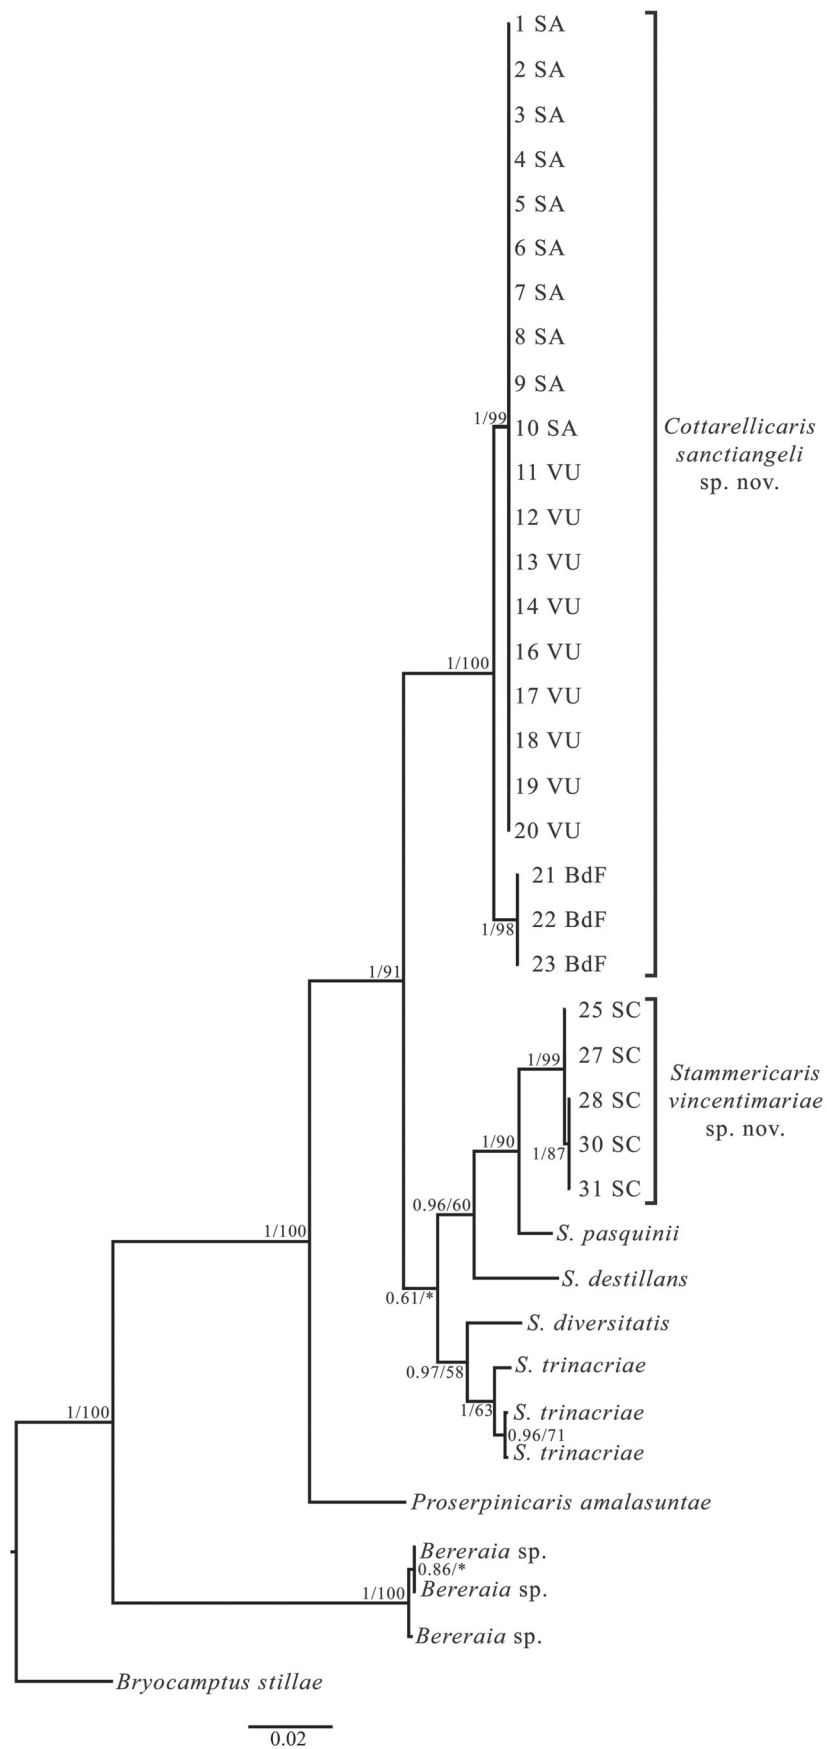 1 SA
2 SA
3 SA
4 SA
5 SA
6 SA
7 SA
8 SA
9 SA
1/99
10 SA
Cottarellicaris
sanctiangeli
sp. nov.
11 VU
12 VU
13 VU
14 VU
16 VU
1/100
17 VU
18 VU
19 VU
20 VU
21 BdF
22 BdF
1/98
23 BdF
1/91
25 SC
27 SC
1/99
28 SC
Stammericaris
vincentimariae
sp. nov.
30 SC
1/90
1/87
31 SC
0.96/60
S. pasquinii
1/100
S. destillans
0.61/*
S. diversitatis
S. trinacriae
0.97/58
1/63
S. trinacriae
1/100
0.96/71
S. trinacriae
Proserpinicaris amalasuntae
Bereraia sp.
0.86/*
Bereraia sp.
1/100
Bereraia sp.
Bryocamptus stillae
0.02